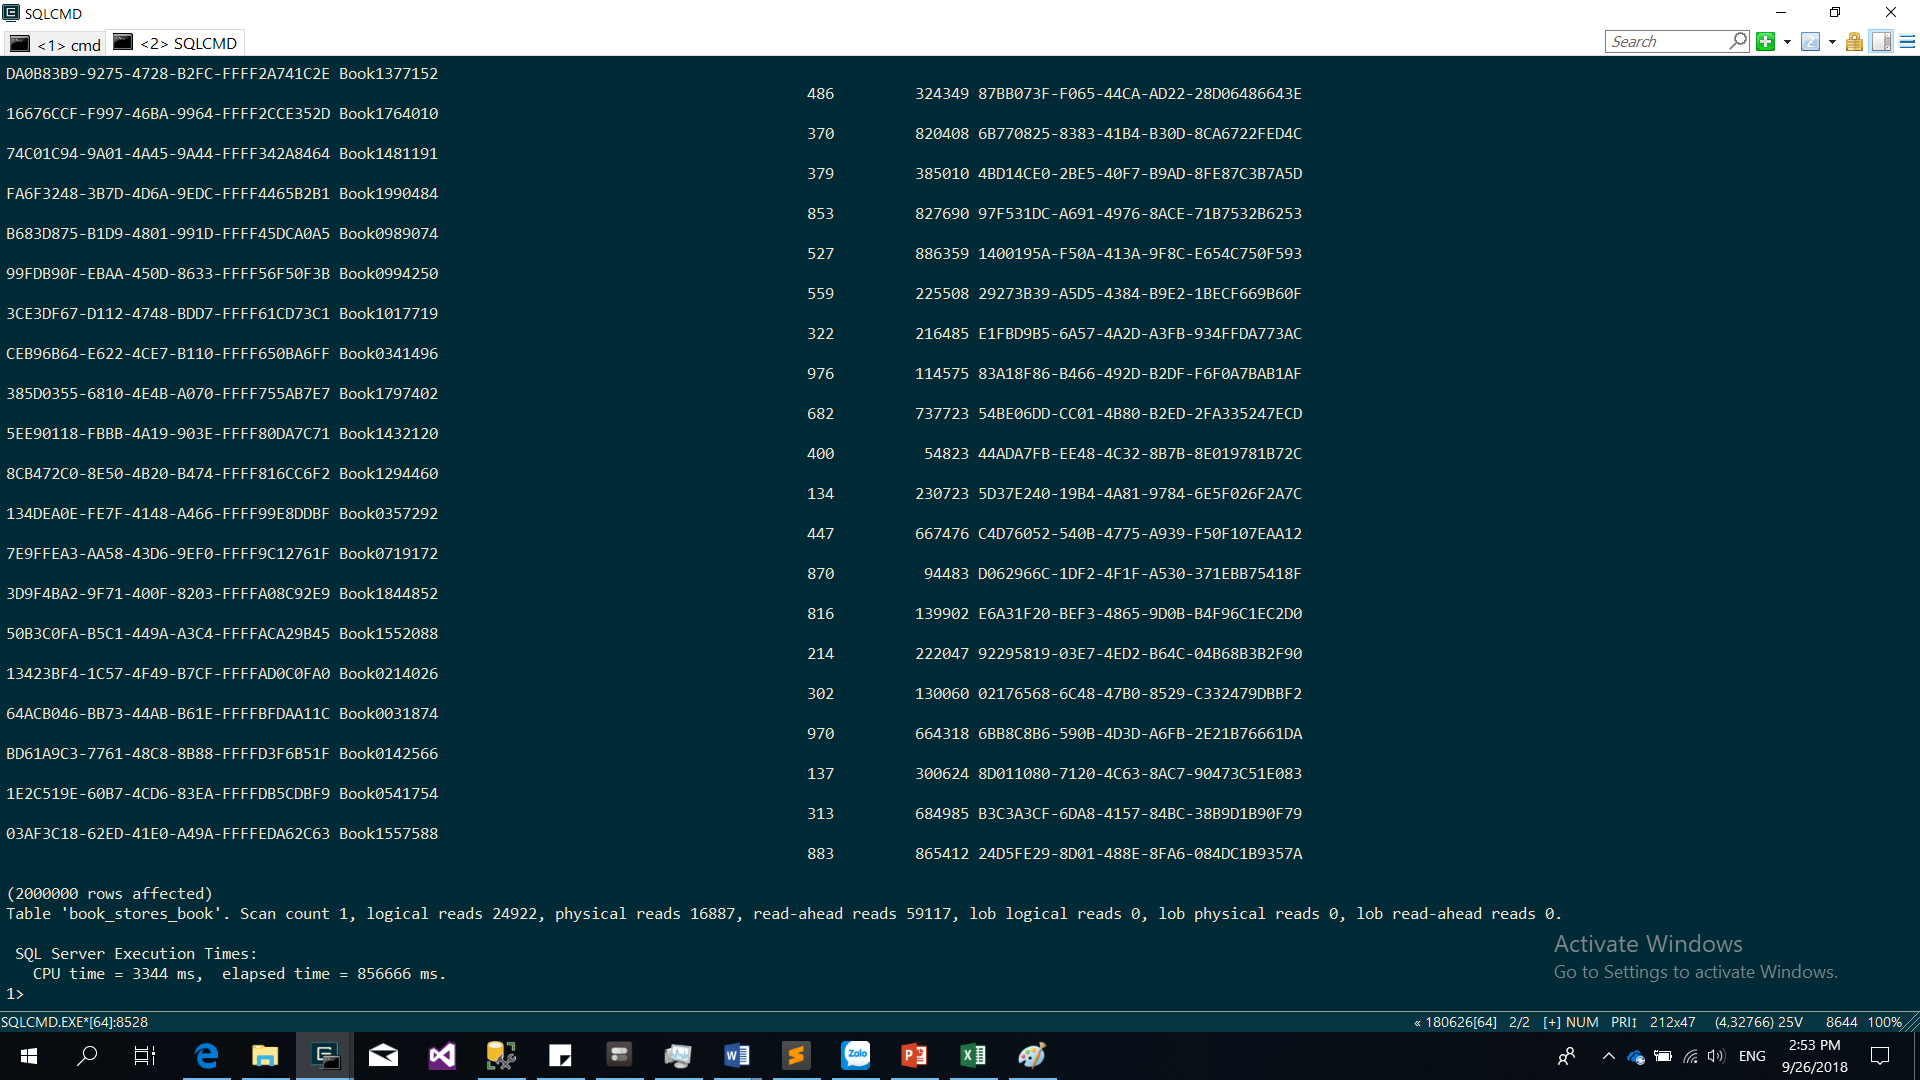 SQLCMD
<1> cmd
<2> SQLCMD
Search
DA0B83B9-9275-4728-B2FC-FFFF2A741C2E Book1377152
486 324349 87BB073F-F065-44CA-AD22-28D06486643E
16676CCF-F997-46BA-9964-FFFF2CCE352D Book1764010
370 820408 6B770825-8383-41B4-B30D-8CA6722FED4C
74C01C94-9A01-4A45-9A44-FFFF342A8464 Book1481191
379 385010 4BD14CE0-2BE5-40F7-B9AD-8FE87C3B7A5D
FA6F3248-3B7D-4D6A-9EDC-FFFF4465B2B1 Book1990484
853 827690 97F531DC-A691-4976-8ACE-71B7532B6253
B683D875-B1D9-4801-991D-FFFF45DCA0A5 Book0989074
527 886359 1400195A-F50A-413A-9F8C-E654C750F593
99FDB90F-EBAA-450D-8633-FFFF56F50F3B Book0994250
559 225508 29273B39-A5D5-4384-B9E2-1BECF669B60F
3CE3DF67-D112-4748-BDD7-FFFF61CD73C1 Book1017719
322 216485 E1FBD9B5-6A57-4A2D-A3FB-934FFDA773AC
CEB96B64-E622-4CE7-B110-FFFF650BA6FF Book0341496
976 114575 83A18F86-B466-492D-B2DF-F6F0A7BAB1AF
385D0355-6810-4E4B-A070-FFFF755AB7E7 Book1797402
682 737723 54BE06DD-CC01-4B80-B2ED-2FA335247ECD
5EE90118-FBBB-4A19-903E-FFFF80DA7C71 Book1432120
400 54823 44ADA7FB-EE48-4C32-8B7B-8E019781B72C
8CB472C0-8E50-4B20-B474-FFFF816CC6F2 Book1294460
134 230723 5D37E240-19B4-4A81-9784-6E5F026F2A7C
134DEA0E-FE7F-4148-A466-FFFF99E8DDBF Book0357292
447 667476 C4D76052-540B-4775-A939-F50F107EAA12
7E9FFEA3-AA58-43D6-9EF0-FFFF9C12761F Book0719172
870 94483 D062966C-1DF2-4F1F-A530-371EBB75418F
3D9F4BA2-9F71-400F-8203-FFFFA08C92E9 Book1844852
816 139902 E6A31F20-BEF3-4865-9D0B-B4F96C1EC2D0
50B3C0FA-B5C1-449A-A3C4-FFFFACA29B45 Book1552088
214 222047 92295819-03E7-4ED2-B64C-04B68B3B2F90
13423BF4-1C57-4F49-B7CF-FFFFAD0C0FA0 Book0214026
302 130060 02176568-6C48-47B0-8529-C332479DBBF2
64ACB046-BB73-44AB-B61E-FFFFBFDAA11C Book0031874
970 664318 6BB8C8B6-590B-4D3D-A6FB-2E21B76661DA
BD61A9C3-7761-48C8-8B88-FFFFD3F6B51F Book0142566
137 300624 8D011080-7120-4C63-8AC7-90473C51E083
1E2C519E-60B7-4CD6-83EA-FFFFDB5CDBF9 Book0541754
313 684985 B3C3A3CF-6DA8-4157-84BC-38B9D1B90F79
03AF3C18-62ED-41E0-A49A-FFFFEDA62C63 Book1557588
883 865412 24D5FE29-8D01-488E-8FA6-084DC1B9357A
(2000000 rows affected)
Table 'book_stores_book'. Scan count 1, logical reads 24922, physical reads 16887, read-ahead reads 59117, lob logical reads 0, lob physical reads 0, lob read-ahead reads 0.
SQL Server Execution Times:
CPU time = 3344 ms, elapsed time = 856666 ms.
1>
Activate Windows
Go to Settings to activate Windows.
SQLCMD.EXE*[64]:8528
« 180626[64] 2/2 [+] NUM PRI↕ 212x47 (4,32766) 25V 8644 100%
Zalo
ENG
2:53 PM
9/26/2018